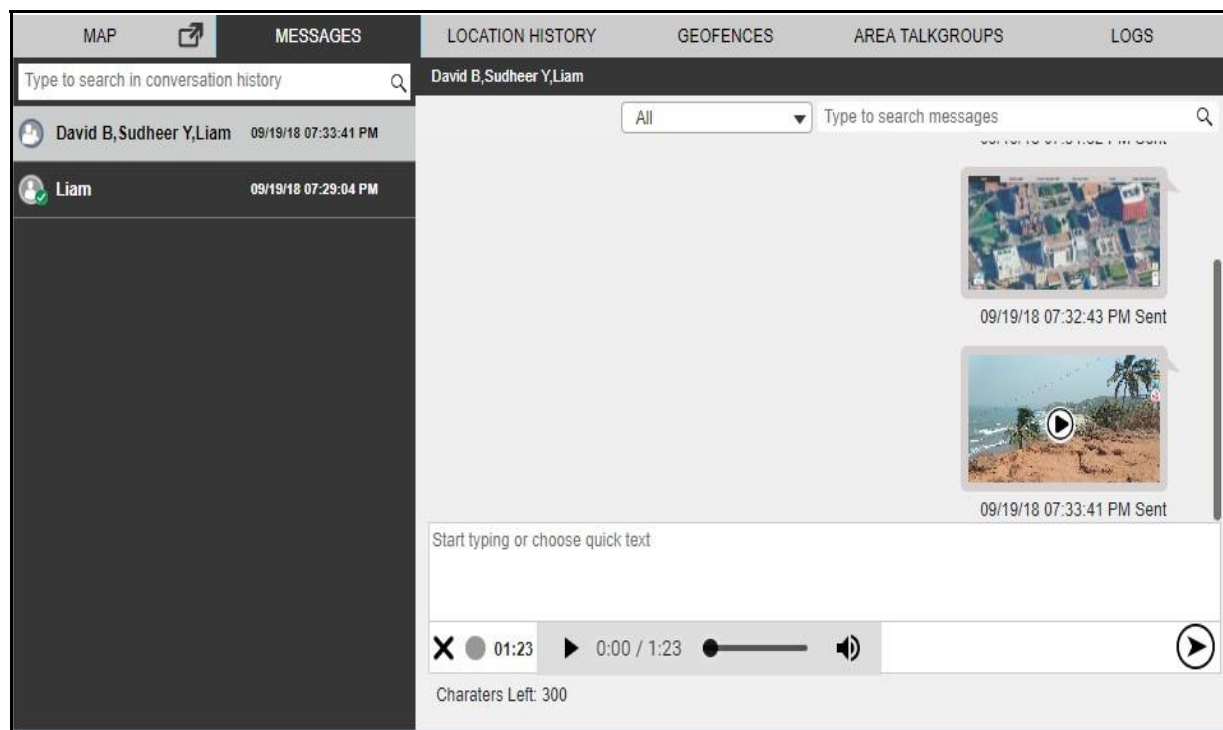 MAP MESSAGES LOCATION HISTORY GEOFENCES AREA TALKGROUPS LOGS
Type to search in conversation history
David B,Sudheer Y,Liam 09/19/18 07:33:41 PM
Liam 09/19/18 07:29:04 PM
David B,Sudheer Y,Liam
All Type to search messages
09/19/18 07:32:43 PM Sent
09/19/18 07:33:41 PM Sent
Start typing or choose quick text
01:23 0:00 / 1:23
Charaters Left: 300